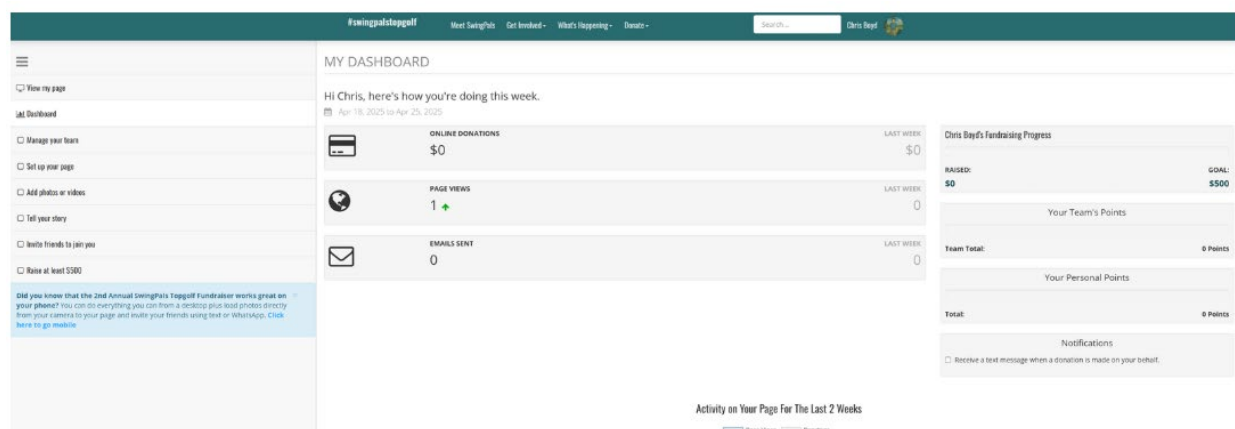 #swingpalstopgolf
Meet SwingPals Get Involved What's Happening Donate
Search...
Chris Boyd
View my page
Dashboard
Manage your team
Set up your page
Add photos or videos
Tell your story
Invite friends to join you
Raise at least $500
Did you know that the 2nd Annual SwingPals Topgolf Fundraiser works great on
your phone? You can do everything you can from a desktop plus load photos directly
from your camera to your page and invite your friends using text or WhatsApp. Click
here to go mobile
MY DASHBOARD
Hi Chris, here's how you're doing this week.
Apr 18, 2025 to Apr 25, 2025
ONLINE DONATIONS LAST WEEK
$0 $0
PAGE VIEWS LAST WEEK
1 0
EMAILS SENT LAST WEEK
0 0
Chris Boyd's Fundraising Progress
RAISED: GOAL:
$0 $500
Your Team's Points
Team Total: 0 Points
Your Personal Points
Total: 0 Points
Notifications
Receive a text message when a donation is made on your behalf.
Activity on Your Page For The Last 2 Weeks